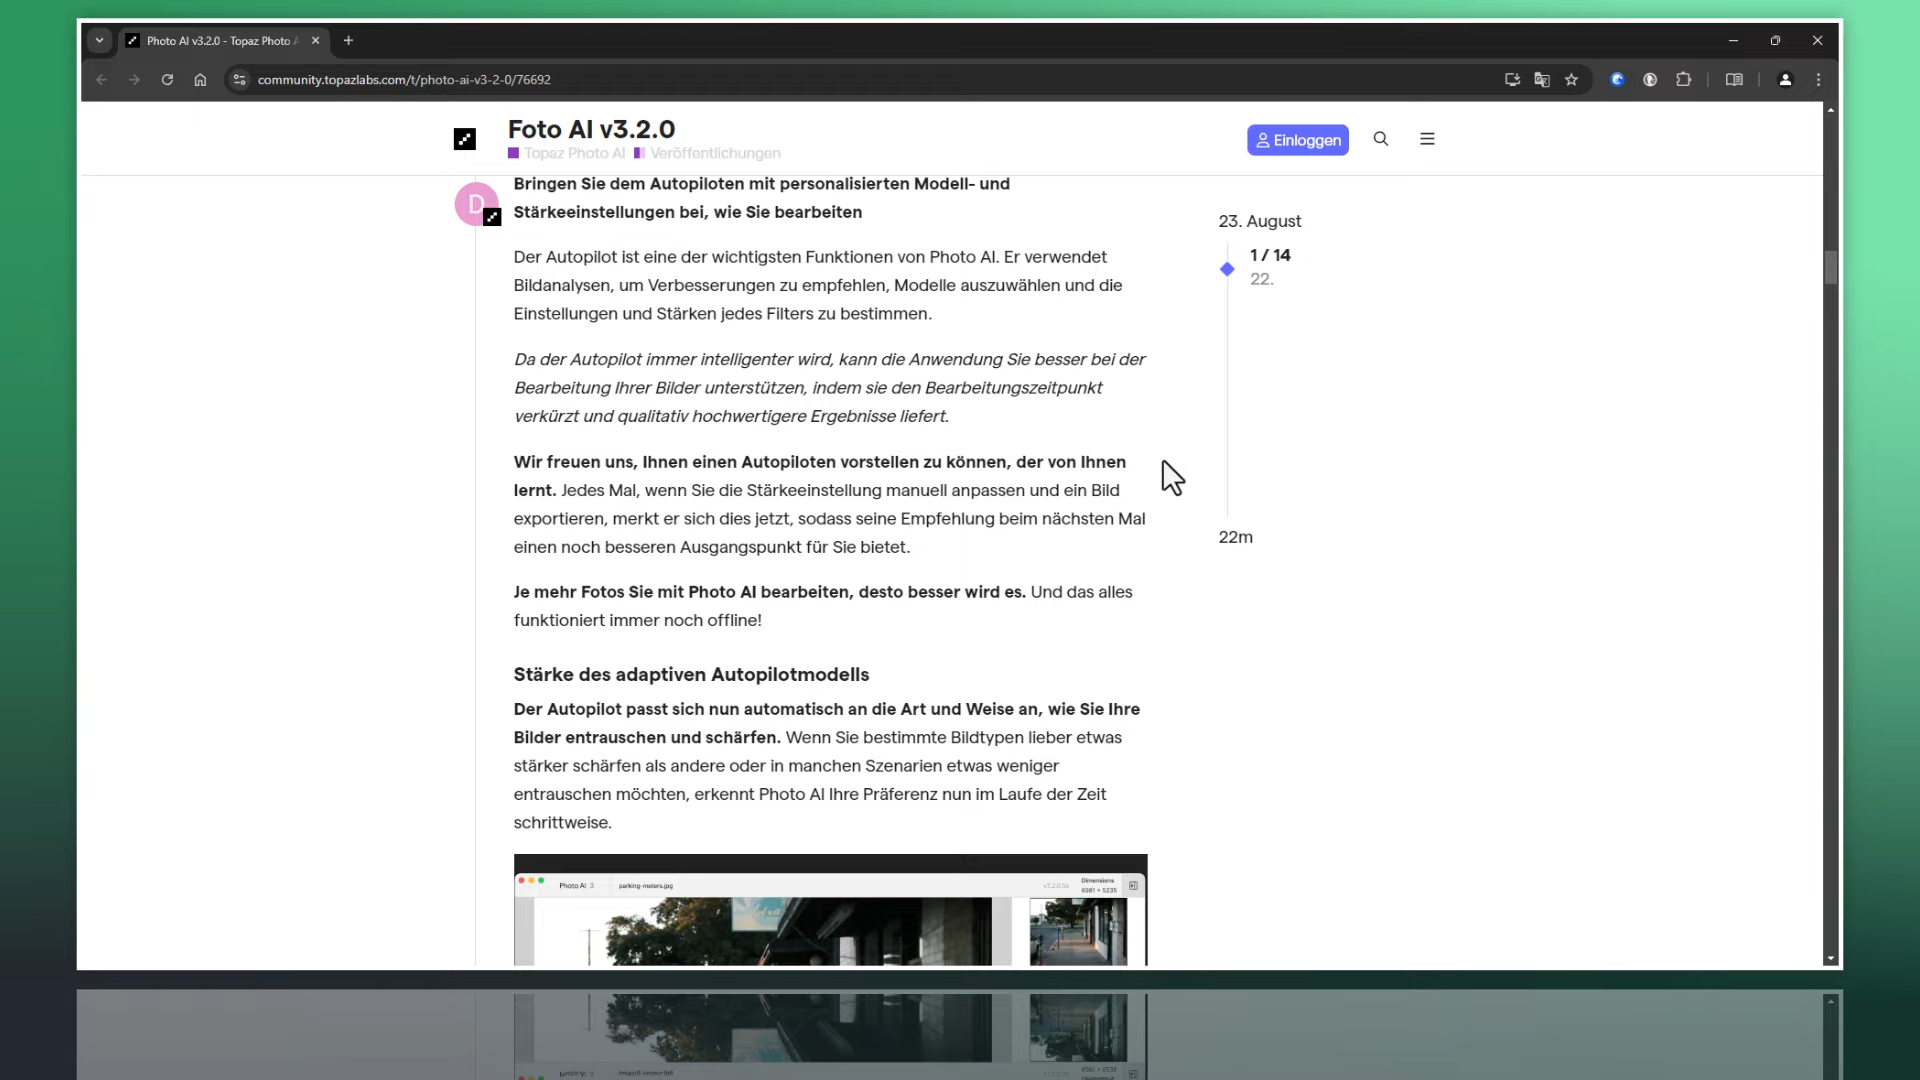 Photo AI v3.2.0 - Topaz Photo A
community.topazlabs.com/t/photo-ai-v3-2-0/76692
Foto AI v3.2.0
Topaz Photo AI Veröffentlichungen
Einloggen
D
Bringen Sie dem Autopiloten mit personalisierten Modell- und
Stärkeeinstellungen bei, wie Sie bearbeiten
Der Autopilot ist eine der wichtigsten Funktionen von Photo AI. Er verwendet
Bildanalysen, um Verbesserungen zu empfehlen, Modelle auszuwählen und die
Einstellungen und Stärken jedes Filters zu bestimmen.
Da der Autopilot immer intelligenter wird, kann die Anwendung Sie besser bei der
Bearbeitung Ihrer Bilder unterstützen, indem sie den Bearbeitungszeitpunkt
verkürzt und qualitativ hochwertigere Ergebnisse liefert.
Wir freuen uns, Ihnen einen Autopiloten vorstellen zu können, der von Ihnen
lernt. Jedes Mal, wenn Sie die Stärkeeinstellung manuell anpassen und ein Bild
exportieren, merkt er sich dies jetzt, sodass seine Empfehlung beim nächsten Mal
einen noch besseren Ausgangspunkt für Sie bietet.
Je mehr Fotos Sie mit Photo AI bearbeiten, desto besser wird es. Und das alles
funktioniert immer noch offline!
Stärke des adaptiven Autopilotmodells
Der Autopilot passt sich nun automatisch an die Art und Weise an, wie Sie Ihre
Bilder entrauschen und schärfen. Wenn Sie bestimmte Bildtypen lieber etwas
stärker schärfen als andere oder in manchen Szenarien etwas weniger
entrauschen möchten, erkennt Photo AI Ihre Präferenz nun im Laufe der Zeit
schrittweise.
23. August
1 / 14
22.
22m
Photo AI 3 parking-meters.jpg
Dimensions